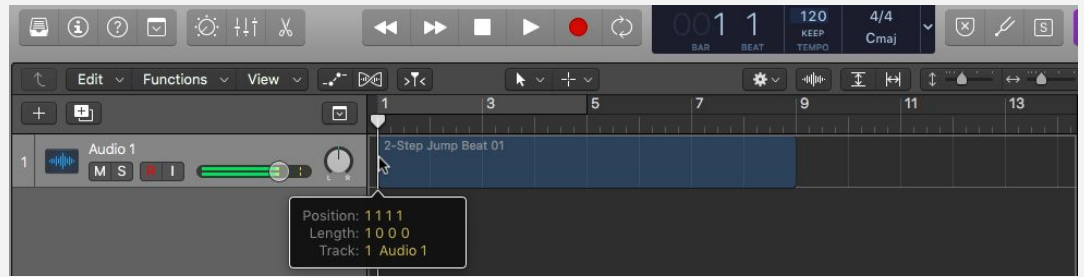 001 1
BAR BEAT
120
KEEP
TEMPO
4/4
Cmaj
S
Edit Functions View
1 3 5 7 9 11 13
1
Audio 1
M S R I
L R
2-Step Jump Beat 01
Position: 1 1 1 1
Length: 1 0 0 0
Track: 1 Audio 1